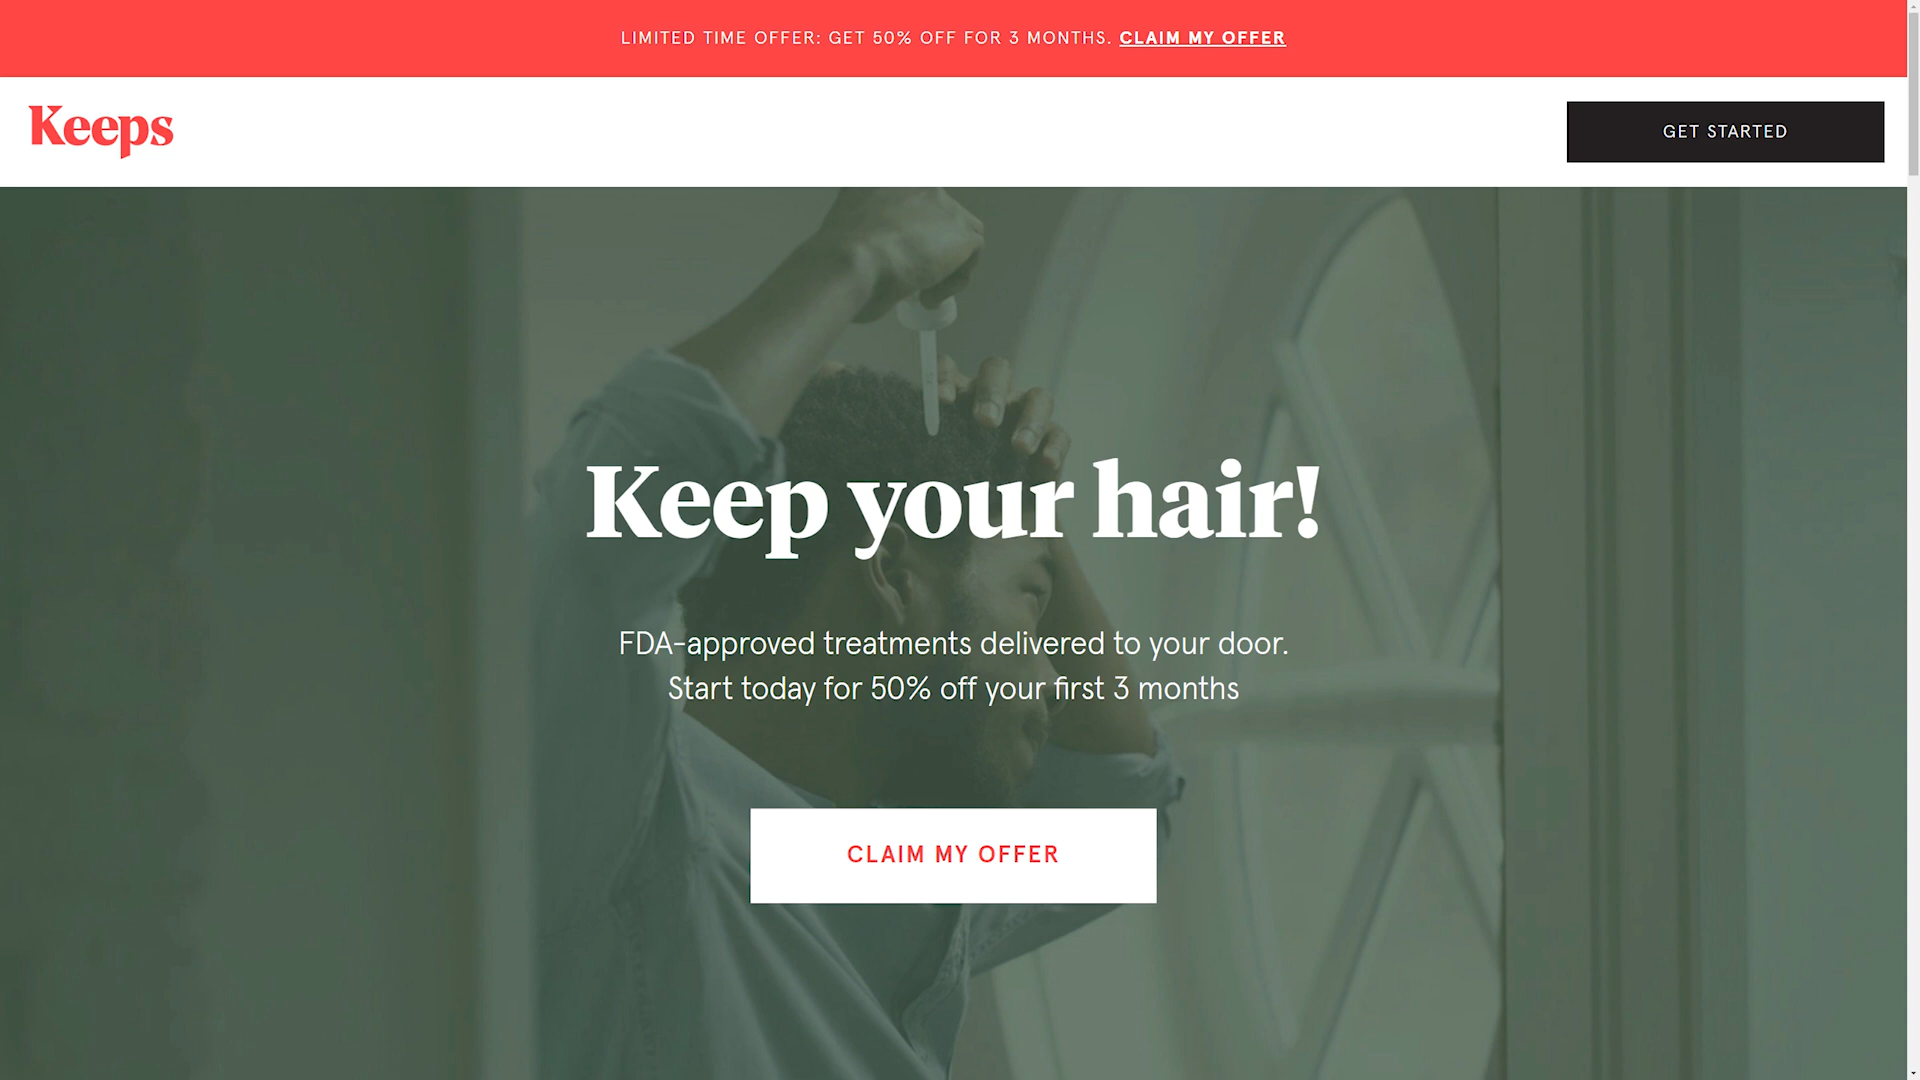 LIMITED TIME OFFER: GET 50% OFF FOR 3 MONTHS. CLAIM MY OFFER
Keeps
GET STARTED
Keep your hair!
FDA-approved treatments delivered to your door.
Start today for 50% off your first 3 months
CLAIM MY OFFER